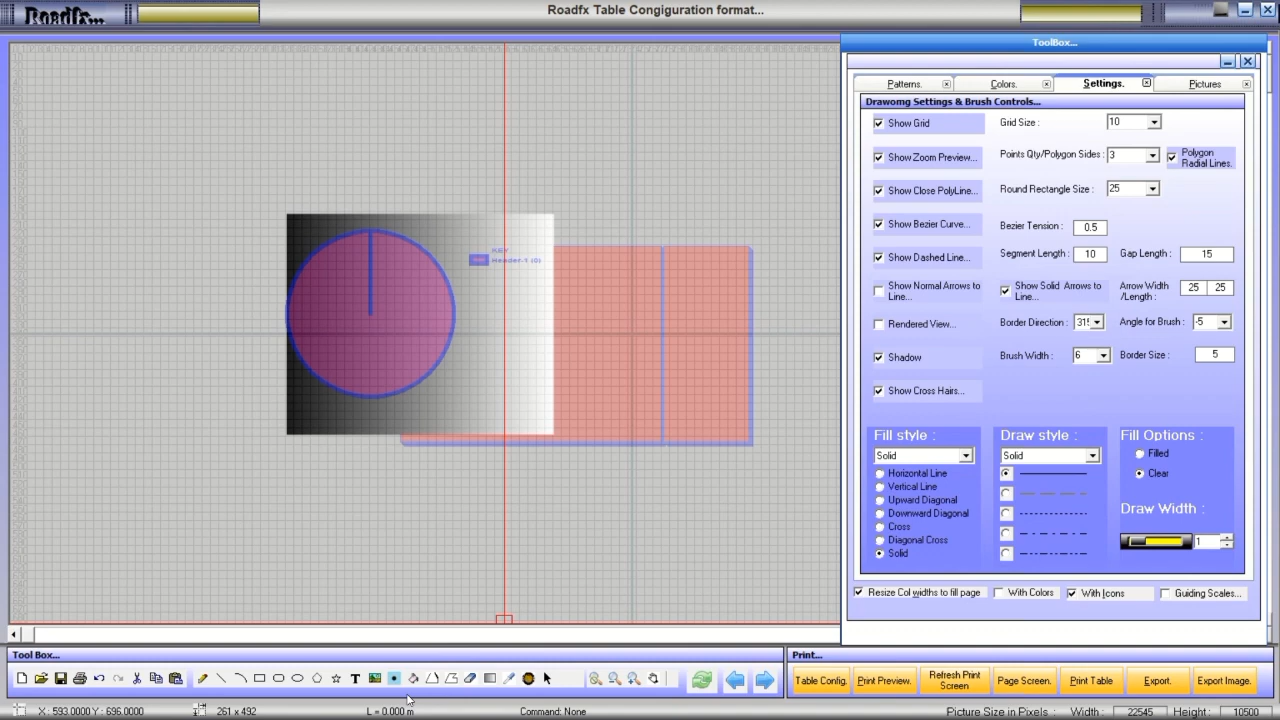 Roadfx...
Roadfx Table Congiguration format...
ToolBox...
Patterns.
Colors.
Settings.
Pictures
Drawomg Settings & Brush Controls...
Show Grid
Grid Size :
10
Show Zoom Preview...
Points Qty/Polygon Sides :
3
Polygon
Radial Lines.
Show Close PolyLine...
Round Rectangle Size :
25
Show Bezier Curve...
Bezier Tension :
0.5
Show Dashed Line...
Segment Length :
10
Gap Length :
15
Show Normal Arrows to
Line...
Show Solid Arrows to
Line...
Arrow Width
/Length :
25
25
Rendered View...
Border Direction :
315
Angle for Brush :
-5
Shadow
Brush Width :
6
Border Size :
5
Show Cross Hairs...
Fill style :
Solid
Horizontal Line
Vertical Line
Upward Diagonal
Downward Diagonal
Cross
Diagonal Cross
Solid
Draw style :
Solid
Fill Options :
Filled
Clear
Draw Width :
1
Resize Col widths to fill page
With Colors
With Icons
Guiding Scales...
KEY
Header-1 (0)
Tool Box...
Print...
Table Config.
Print Preview.
Refresh Print
Screen
Page Screen.
Print Table
Export.
Export Image.
X: 593.0000 Y: 696.0000
261 x 492
L = 0.000 m
Command: None
Picture Size in Pixels :
Width :
22545
Height :
10500